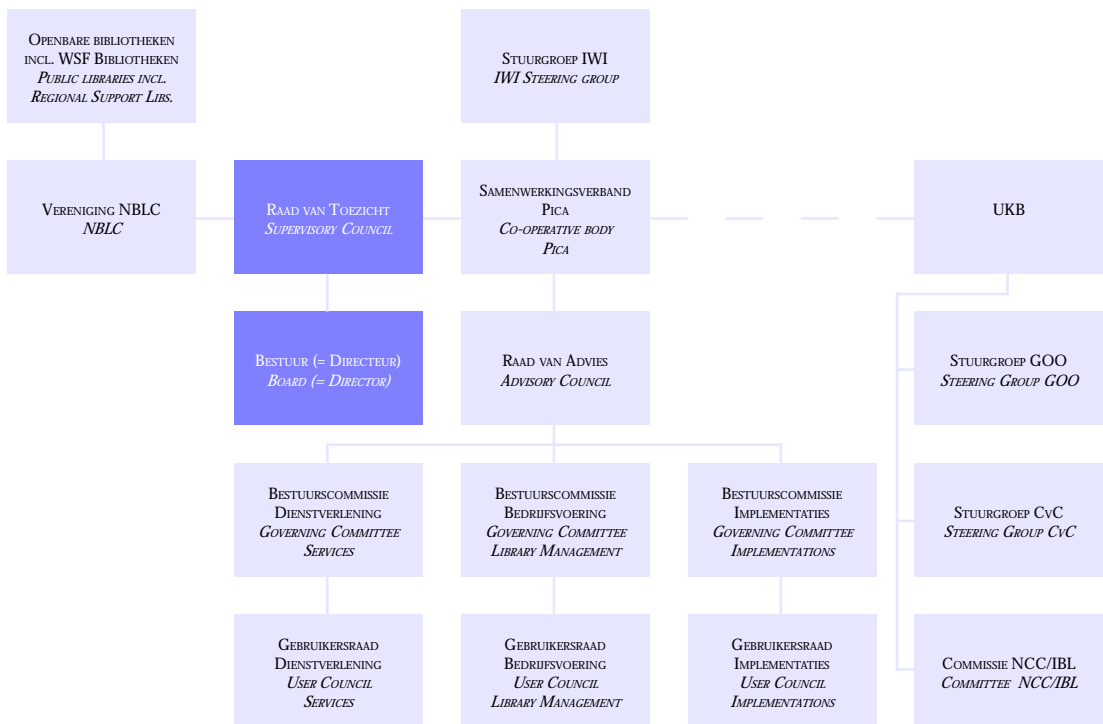 Openbare bibliotheken
incl. WSF Bibliotheken
Public libraries incl.
Regional Support Libs.
Stuurgroep IWI
IWI Steering group
Vereniging NBLC
NBLC
Raad van Toezicht
Supervisory Council
Samenwerkingsverband
Pica
Co-operative body
Pica
UKB
Bestuur (= Directeur)
Board (= Director)
Raad van Advies
Advisory Council
Stuurgroep GOO
Steering Group GOO
Bestuurscommissie
Dienstverlening
Governing Committee
Services
Bestuurscommissie
Bedrijfsvoering
Governing Committee
Library Management
Bestuurscommissie
Implementaties
Governing Committee
Implementations
Stuurgroep CvC
Steering Group CvC
Gebruikersraad
Dienstverlening
User Council
Services
Gebruikersraad
Bedrijfsvoering
User Council
Library Management
Gebruikersraad
Implementaties
User Council
Implementations
Commissie NCC/IBL
Committee NCC/IBL